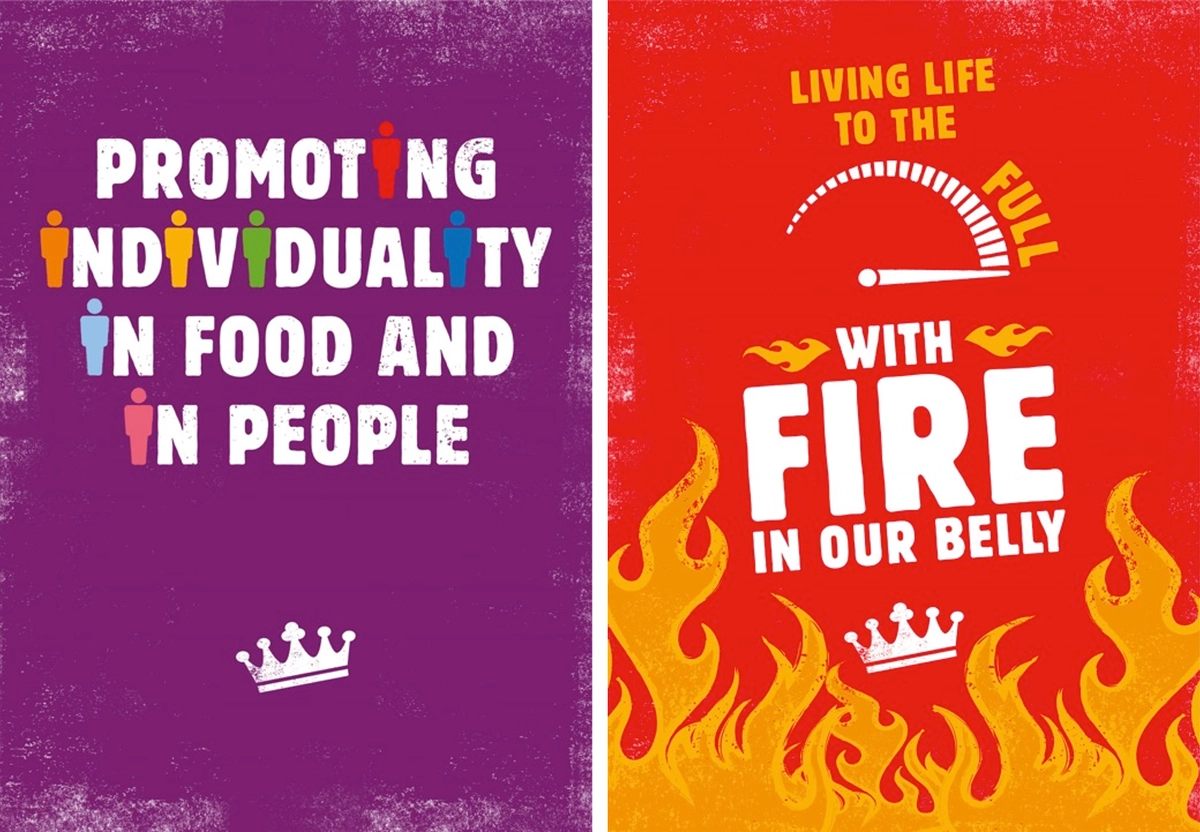 PROMOTING
INDIVIDUALITY
IN FOOD AND
IN PEOPLE
LIVING LIFE
TO THE
FULL
WITH
FIRE
IN OUR BELLY